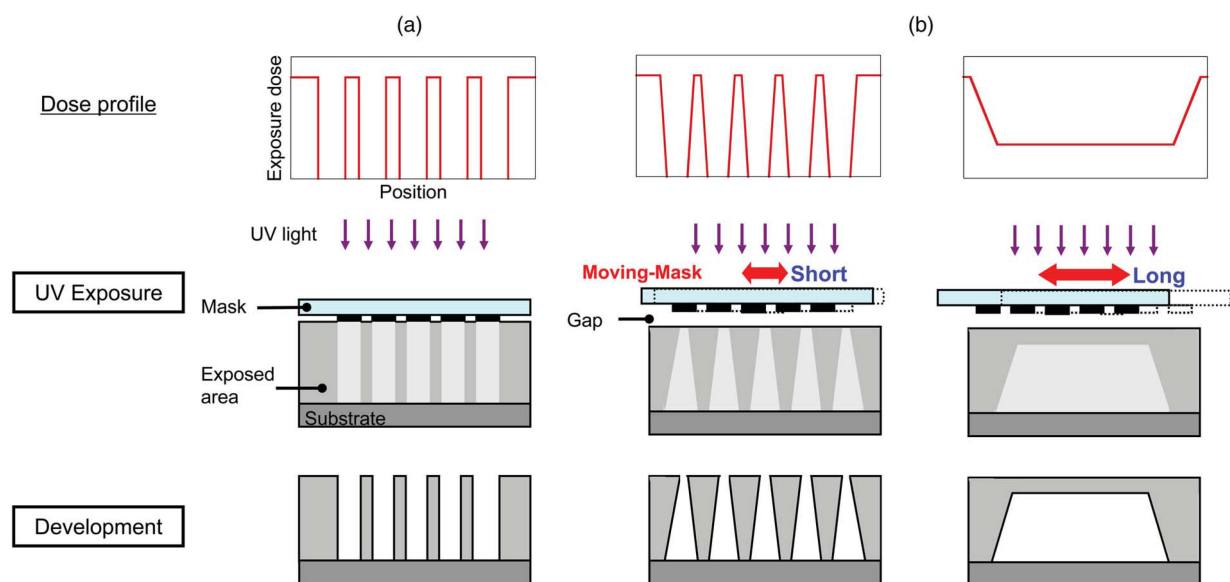 (a)
(b)
Dose profile
Exposure dose
Position
UV light
Moving-Mask
Short
Long
UV Exposure
Mask
Gap
Exposed
area
Substrate
Development